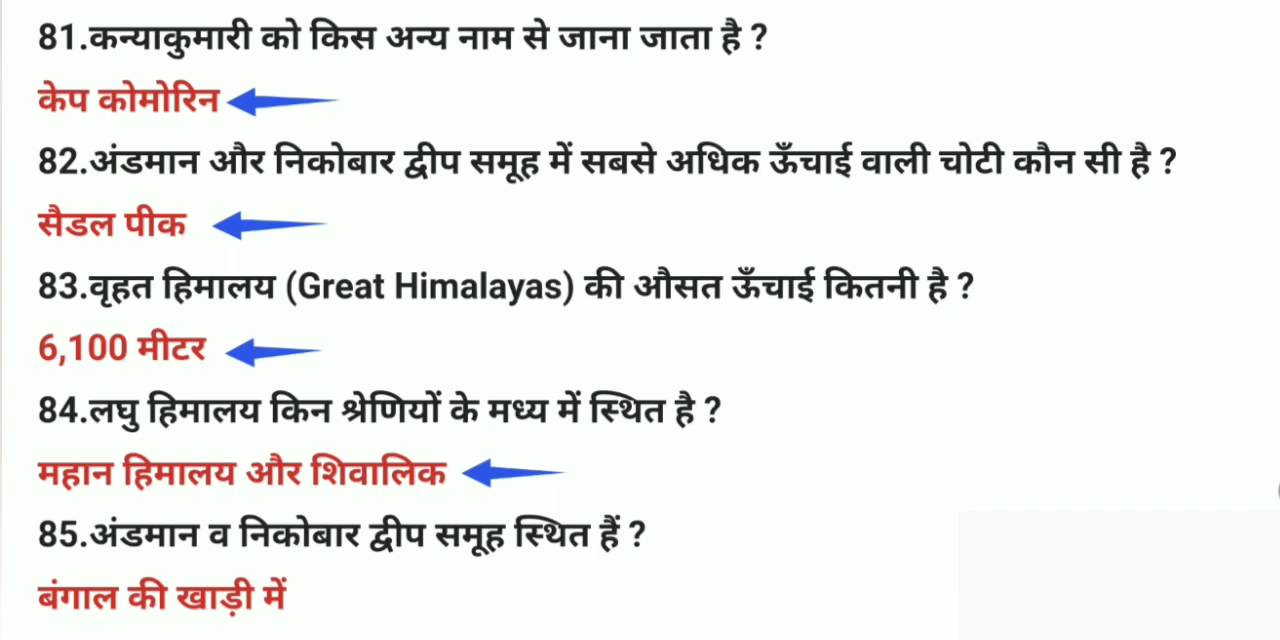 81.कन्याकुमारी को किस अन्य नाम से जाना जाता है ?
केप कोमोरिन
82.अंडमान और निकोबार द्वीप समूह में सबसे अधिक ऊँचाई वाली चोटी कौन सी है ?
सैडल पीक
83.वृहत हिमालय (Great Himalayas) की औसत ऊँचाई कितनी है ?
6,100 मीटर
84.लघु हिमालय किन श्रेणियों के मध्य में स्थित है ?
महान हिमालय और शिवालिक
85.अंडमान व निकोबार द्वीप समूह स्थित हैं ?
बंगाल की खाड़ी में